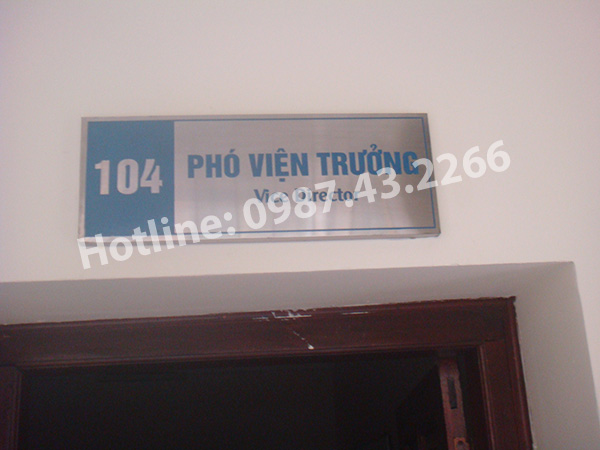 104
PHÓ VIỆN TRƯỞNG
Vice Director
Hotline: 0987.43.2266